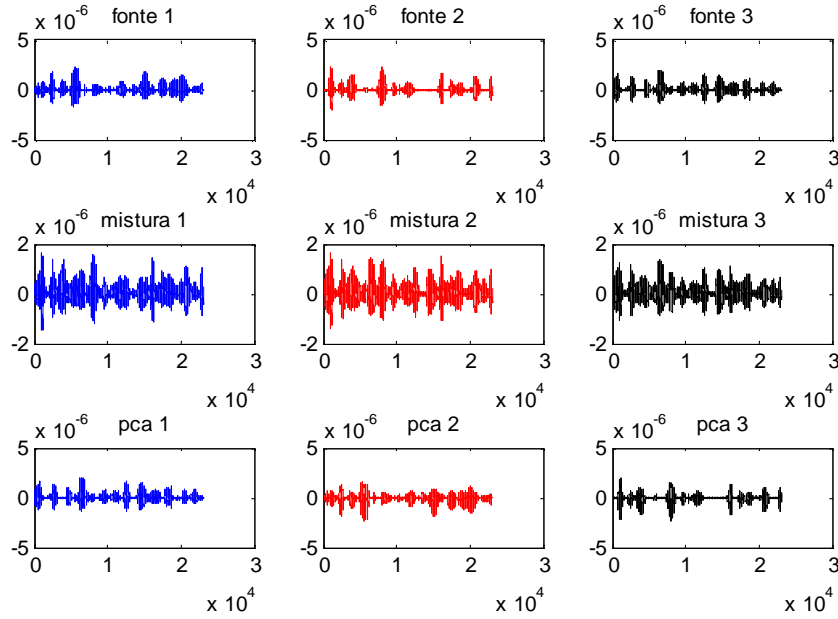 x 10^-6 fonte 1
5
0
-5
0 1 2 3
x 10^4
x 10^-6 fonte 2
5
0
-5
0 1 2 3
x 10^4
x 10^-6 fonte 3
5
0
-5
0 1 2 3
x 10^4
x 10^-6 mistura 1
2
0
-2
0 1 2 3
x 10^4
x 10^-6 mistura 2
2
0
-2
0 1 2 3
x 10^4
x 10^-6 mistura 3
2
0
-2
0 1 2 3
x 10^4
x 10^-6 pca 1
5
0
-5
0 1 2 3
x 10^4
x 10^-6 pca 2
5
0
-5
0 1 2 3
x 10^4
x 10^-6 pca 3
5
0
-5
0 1 2 3
x 10^4